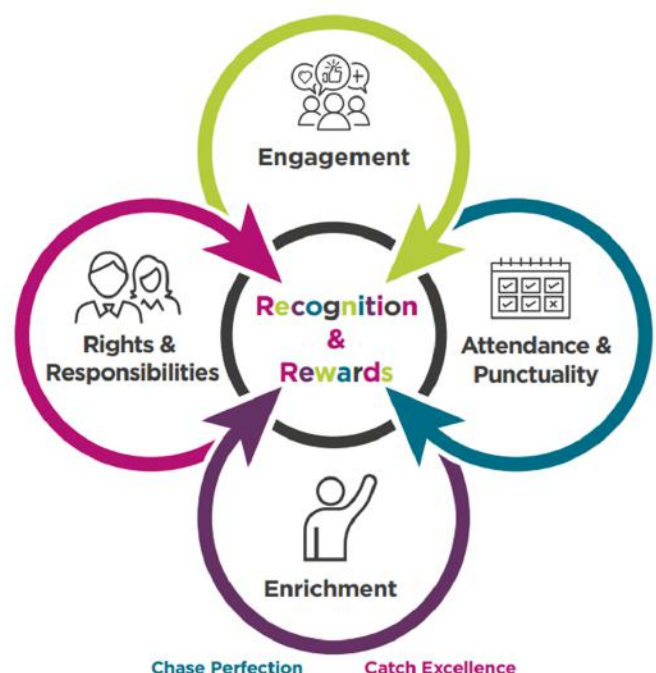 Engagement
Recognition
&
Rewards
Rights &
Responsibilities
Attendance &
Punctuality
Enrichment
Chase Perfection
Catch Excellence